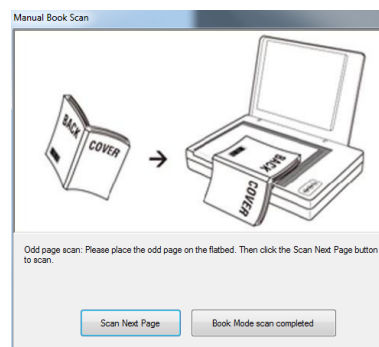 Manual Book Scan
BACK
COVER
BACK
COVER
Odd page scan: Please place the odd page on the flatbed. Then click the Scan Next Page button
to scan.
Scan Next Page
Book Mode scan completed